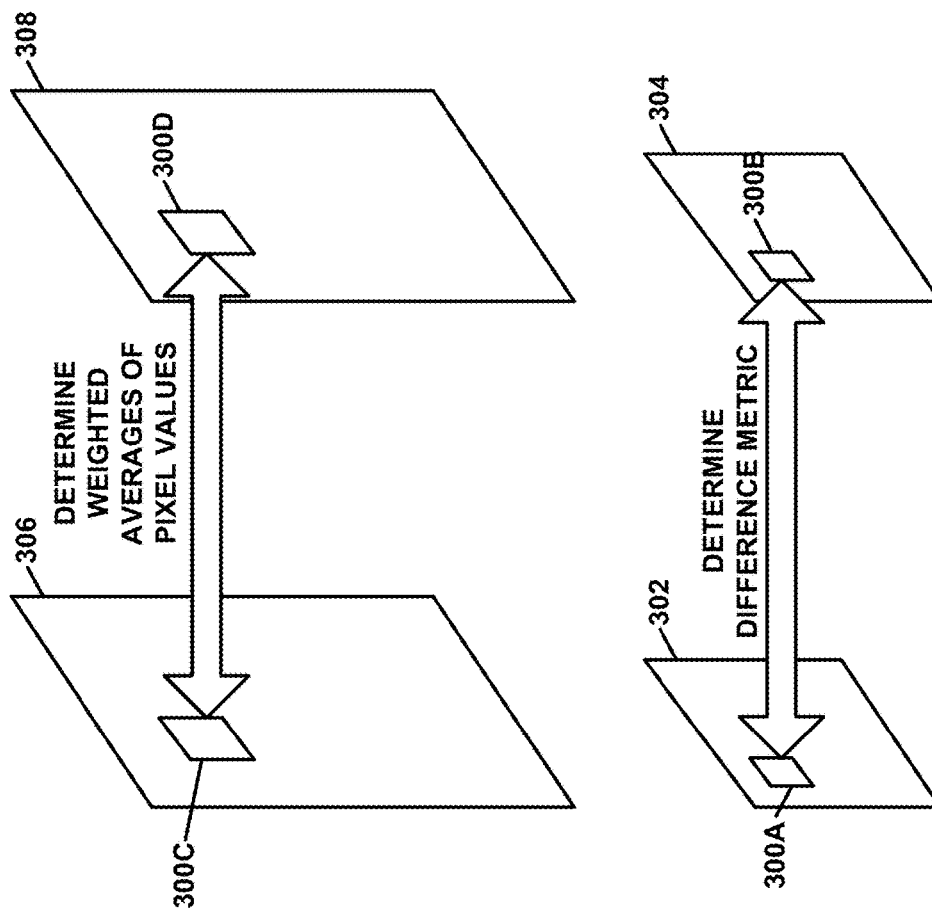 308
300D
DETERMINE
WEIGHTED
AVERAGES OF
PIXEL VALUES
306
300C
304
300B
DETERMINE
DIFFERENCE METRIC
302
300A